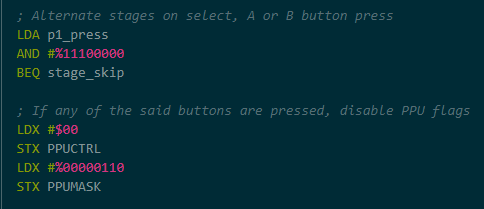 ; Alternate stages on select, A or B button press
LDA p1_press
AND #%11100000
BEQ stage_skip
; If any of the said buttons are pressed, disable PPU flags
LDX #$00
STX PPUCTRL
LDX #%00000110
STX PPUMASK